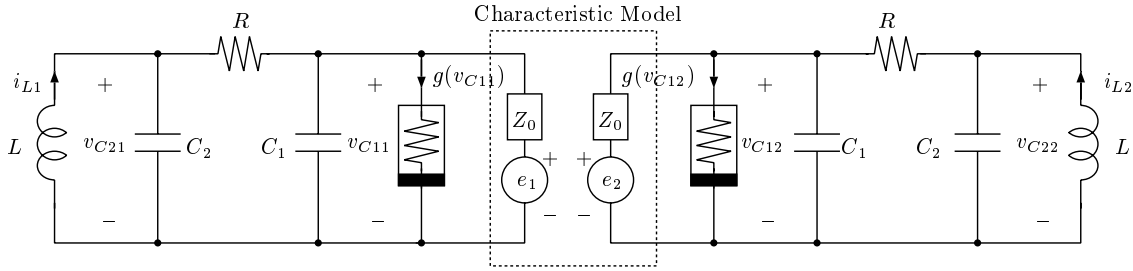 Characteristic Model
R
R
i_{L1}
+
+
g(v_{C11})
g(v_{C12})
+
+
i_{L2}
Z_0
Z_0
L
v_{C21}
C_2
C_1
v_{C11}
v_{C12}
C_1
C_2
v_{C22}
L
+
+
e_1
e_2
−
−
−
−
−
−